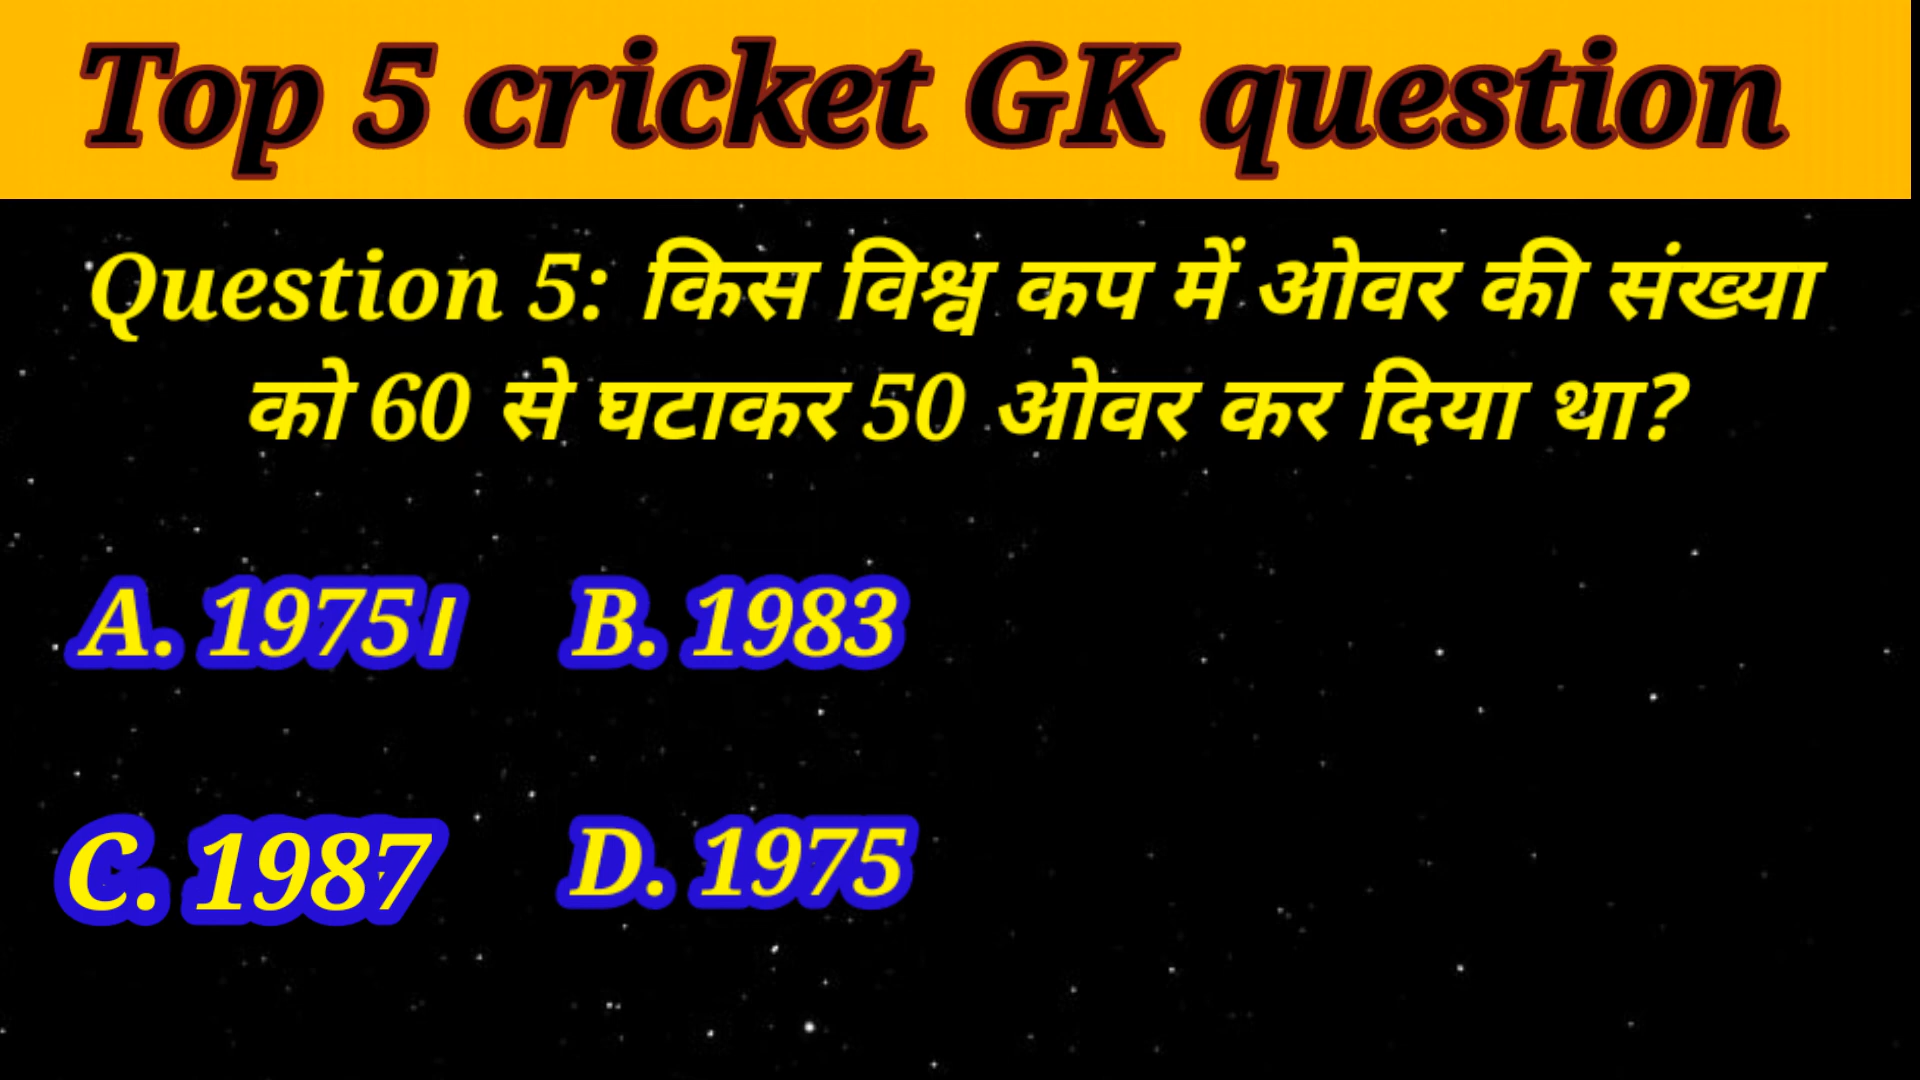 Top 5 cricket GK question
Question 5: किस विश्व कप में ओवर की संख्या
को 60 से घटाकर 50 ओवर कर दिया था?
A. 1975। B. 1983
C. 1987 D. 1975